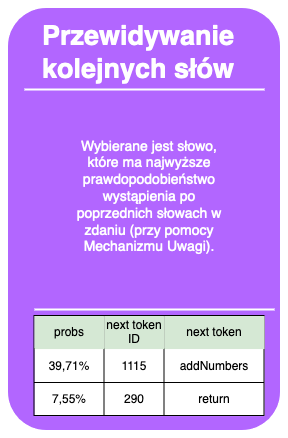 Przewidywanie
kolejnych słów
Wybierane jest słowo,
które ma najwyższe
prawdopodobieństwo
wystąpienia po
poprzednich słowach w
zdaniu (przy pomocy
Mechanizmu Uwagi).
probs next token ID next token
39,71% 1115 addNumbers
7,55% 290 return